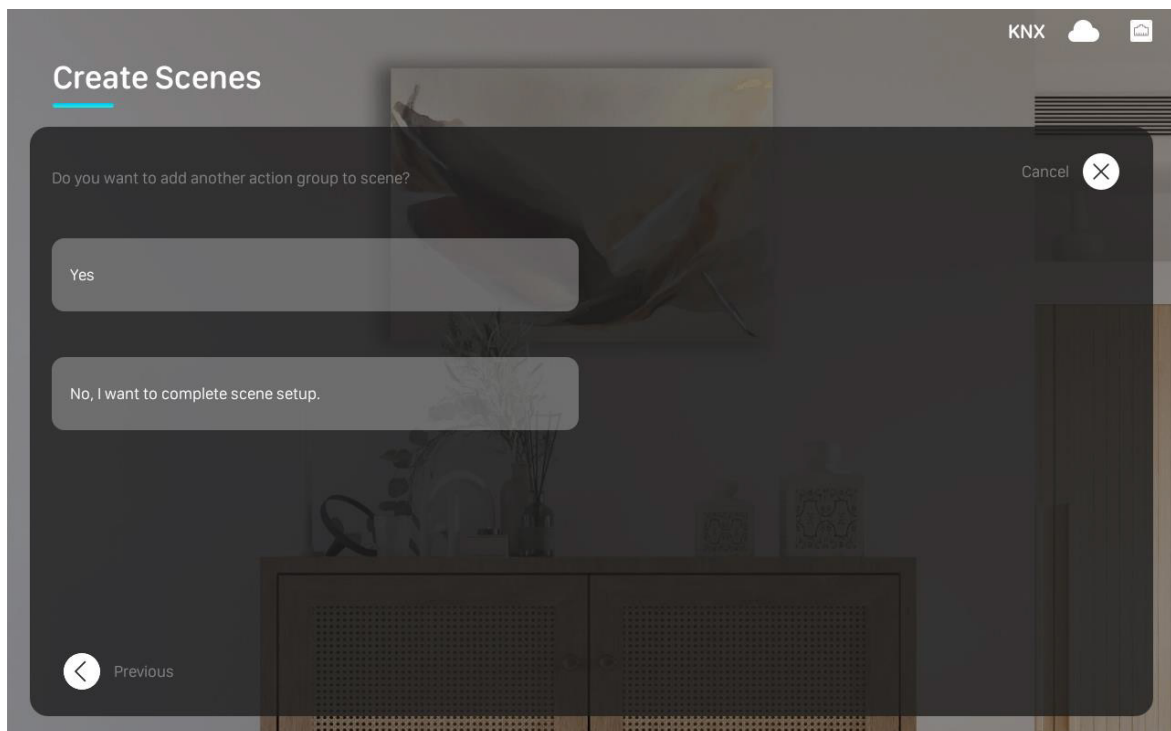 KNX
Create Scenes
Do you want to add another action group to scene?
Cancel
Yes
No, I want to complete scene setup.
Previous